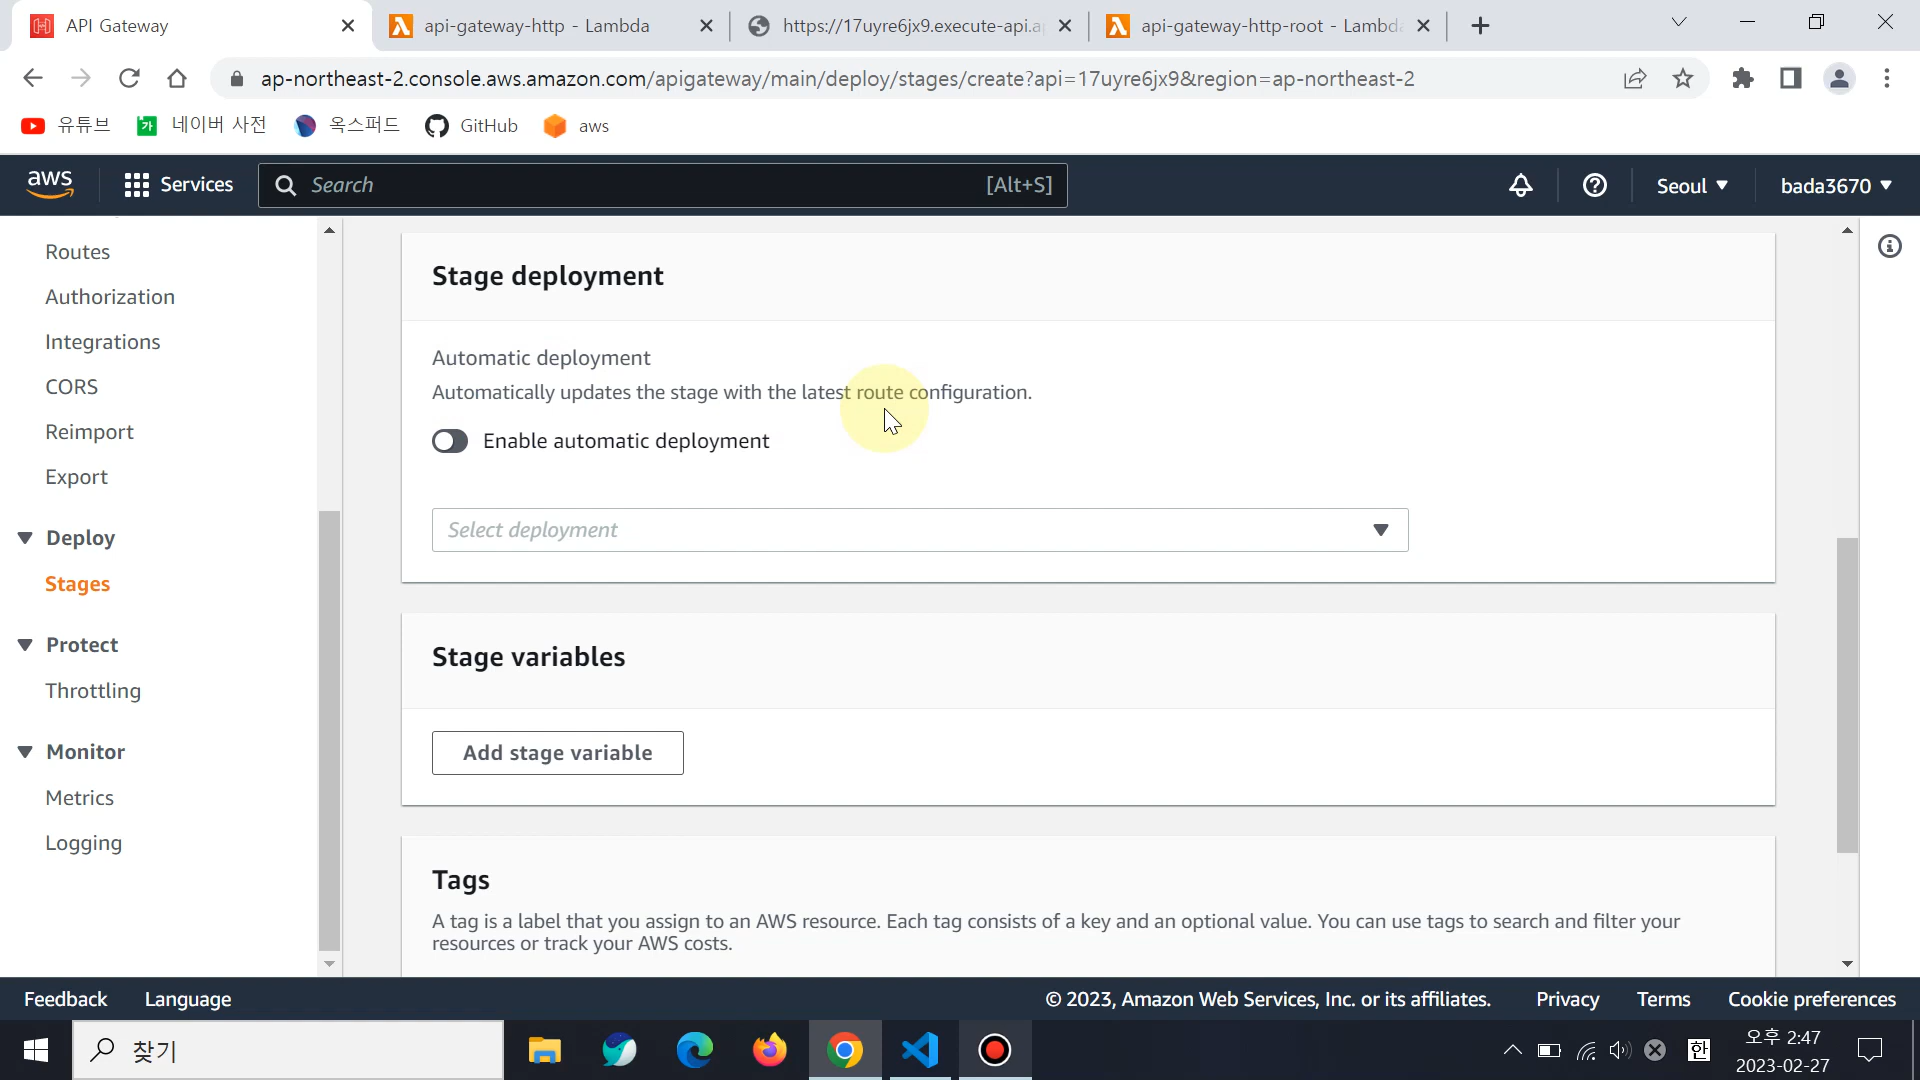 API Gateway
api-gateway-http - Lambda
https://17uyre6jx9.execute-api.a
api-gateway-http-root - Lambd
ap-northeast-2.console.aws.amazon.com/apigateway/main/deploy/stages/create?api=17uyre6jx9&region=ap-northeast-2
유튜브
네이버 사전
옥스퍼드
GitHub
aws
aws
Services
Search
[Alt+S]
Seoul
bada3670
Routes
Authorization
Integrations
CORS
Reimport
Export
Deploy
Stages
Protect
Throttling
Monitor
Metrics
Logging
Stage deployment
Automatic deployment
Automatically updates the stage with the latest route configuration.
Enable automatic deployment
Select deployment
Stage variables
Add stage variable
Tags
A tag is a label that you assign to an AWS resource. Each tag consists of a key and an optional value. You can use tags to search and filter your
resources or track your AWS costs.
Feedback
Language
© 2023, Amazon Web Services, Inc. or its affiliates.
Privacy
Terms
Cookie preferences
찾기
한
오후 2:47
2023-02-27